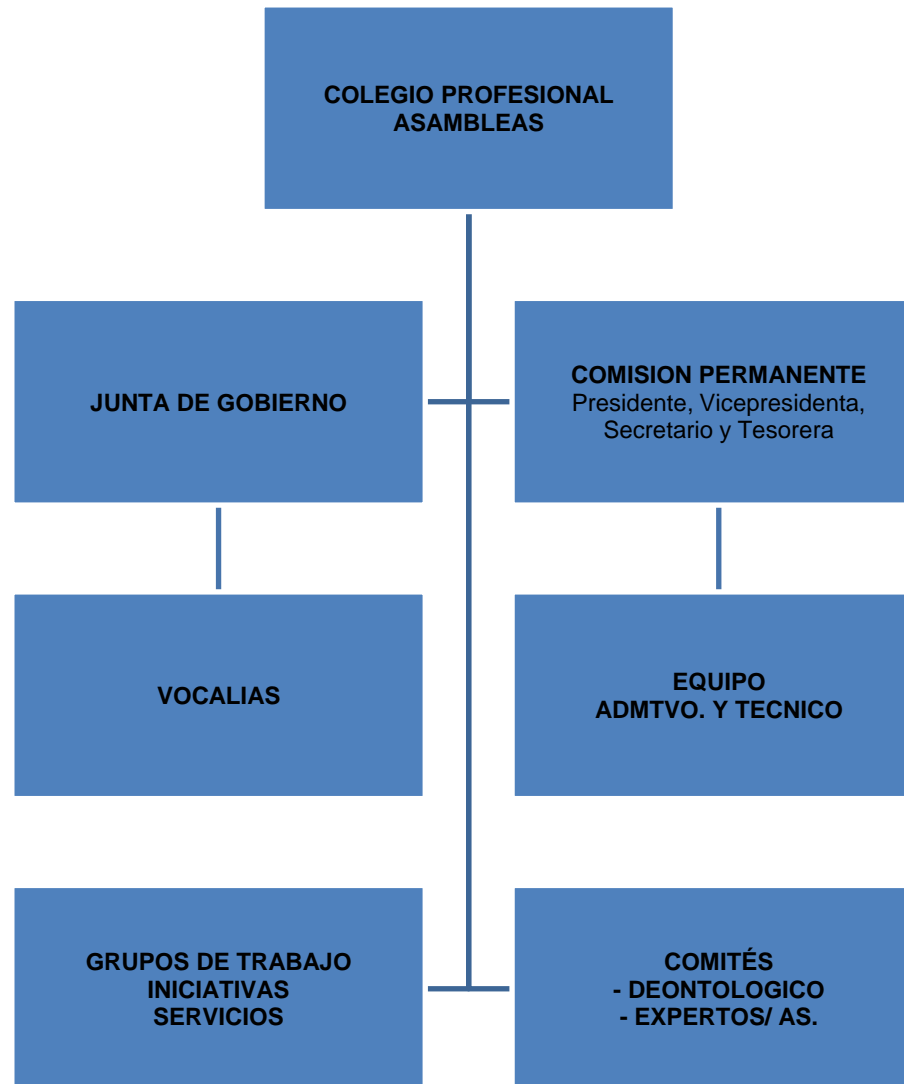 COLEGIO PROFESIONAL
ASAMBLEAS
JUNTA DE GOBIERNO
COMISION PERMANENTE
Presidente, Vicepresidenta,
Secretario y Tesorera
VOCALIAS
EQUIPO
ADMTVO. Y TECNICO
GRUPOS DE TRABAJO
INICIATIVAS
SERVICIOS
COMITÉS
- DEONTOLOGICO
- EXPERTOS/ AS.